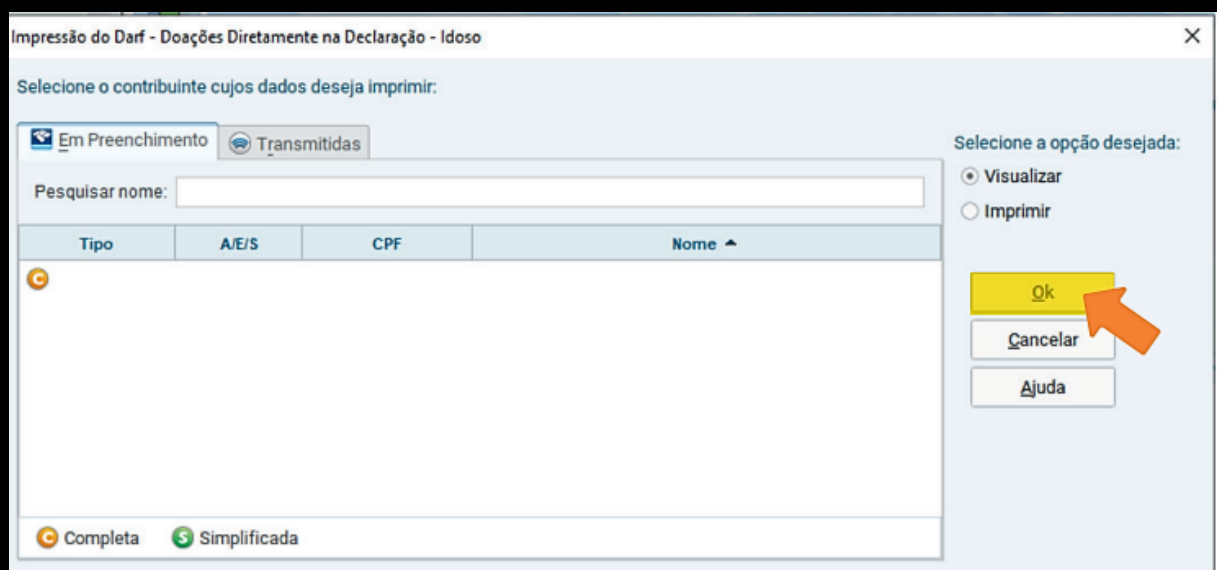 Impressão do Darf - Doações Diretamente na Declaração - Idoso
Selecione o contribuinte cujos dados deseja imprimir:
Em Preenchimento
Transmitidas
Pesquisar nome:
Tipo A/E/S CPF Nome
C
C Completa S Simplificada
Selecione a opção desejada:
Visualizar
Imprimir
Ok
Cancelar
Ajuda